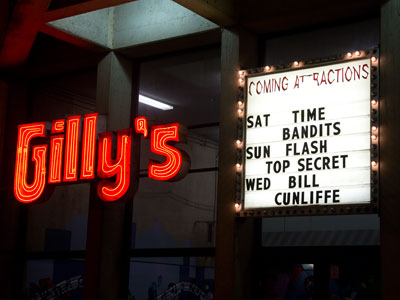 Gilly's
COMING ATTRACTIONS
SAT TIME
BANDITS
SUN FLASH
TOP SECRET
WED BILL
CUNLIFFE